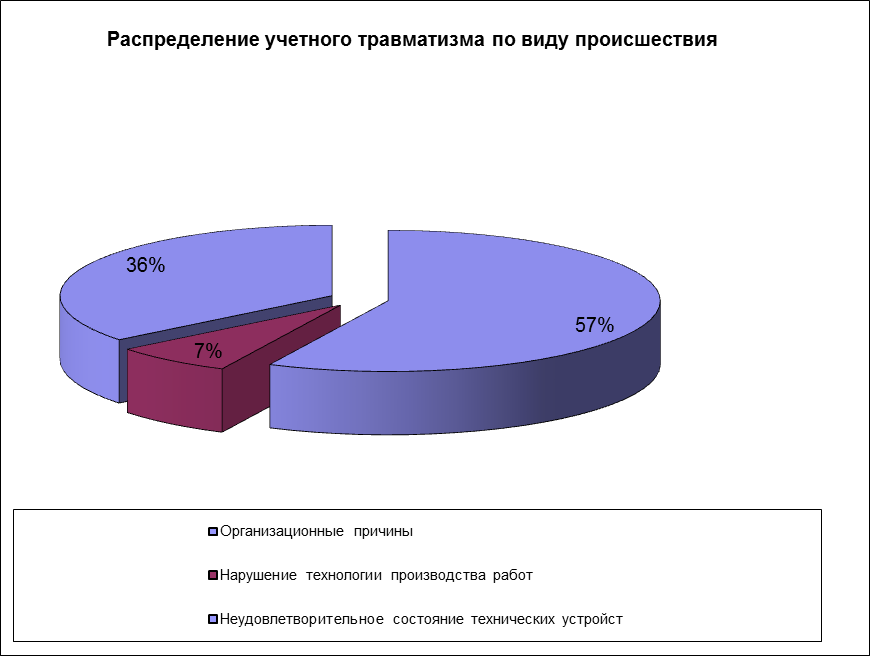 Распределение учетного травматизма по виду происшествия
36%
57%
7%
Организационные причины
Нарушение технологии производства работ
Неудовлетворительное состояние технических устройст